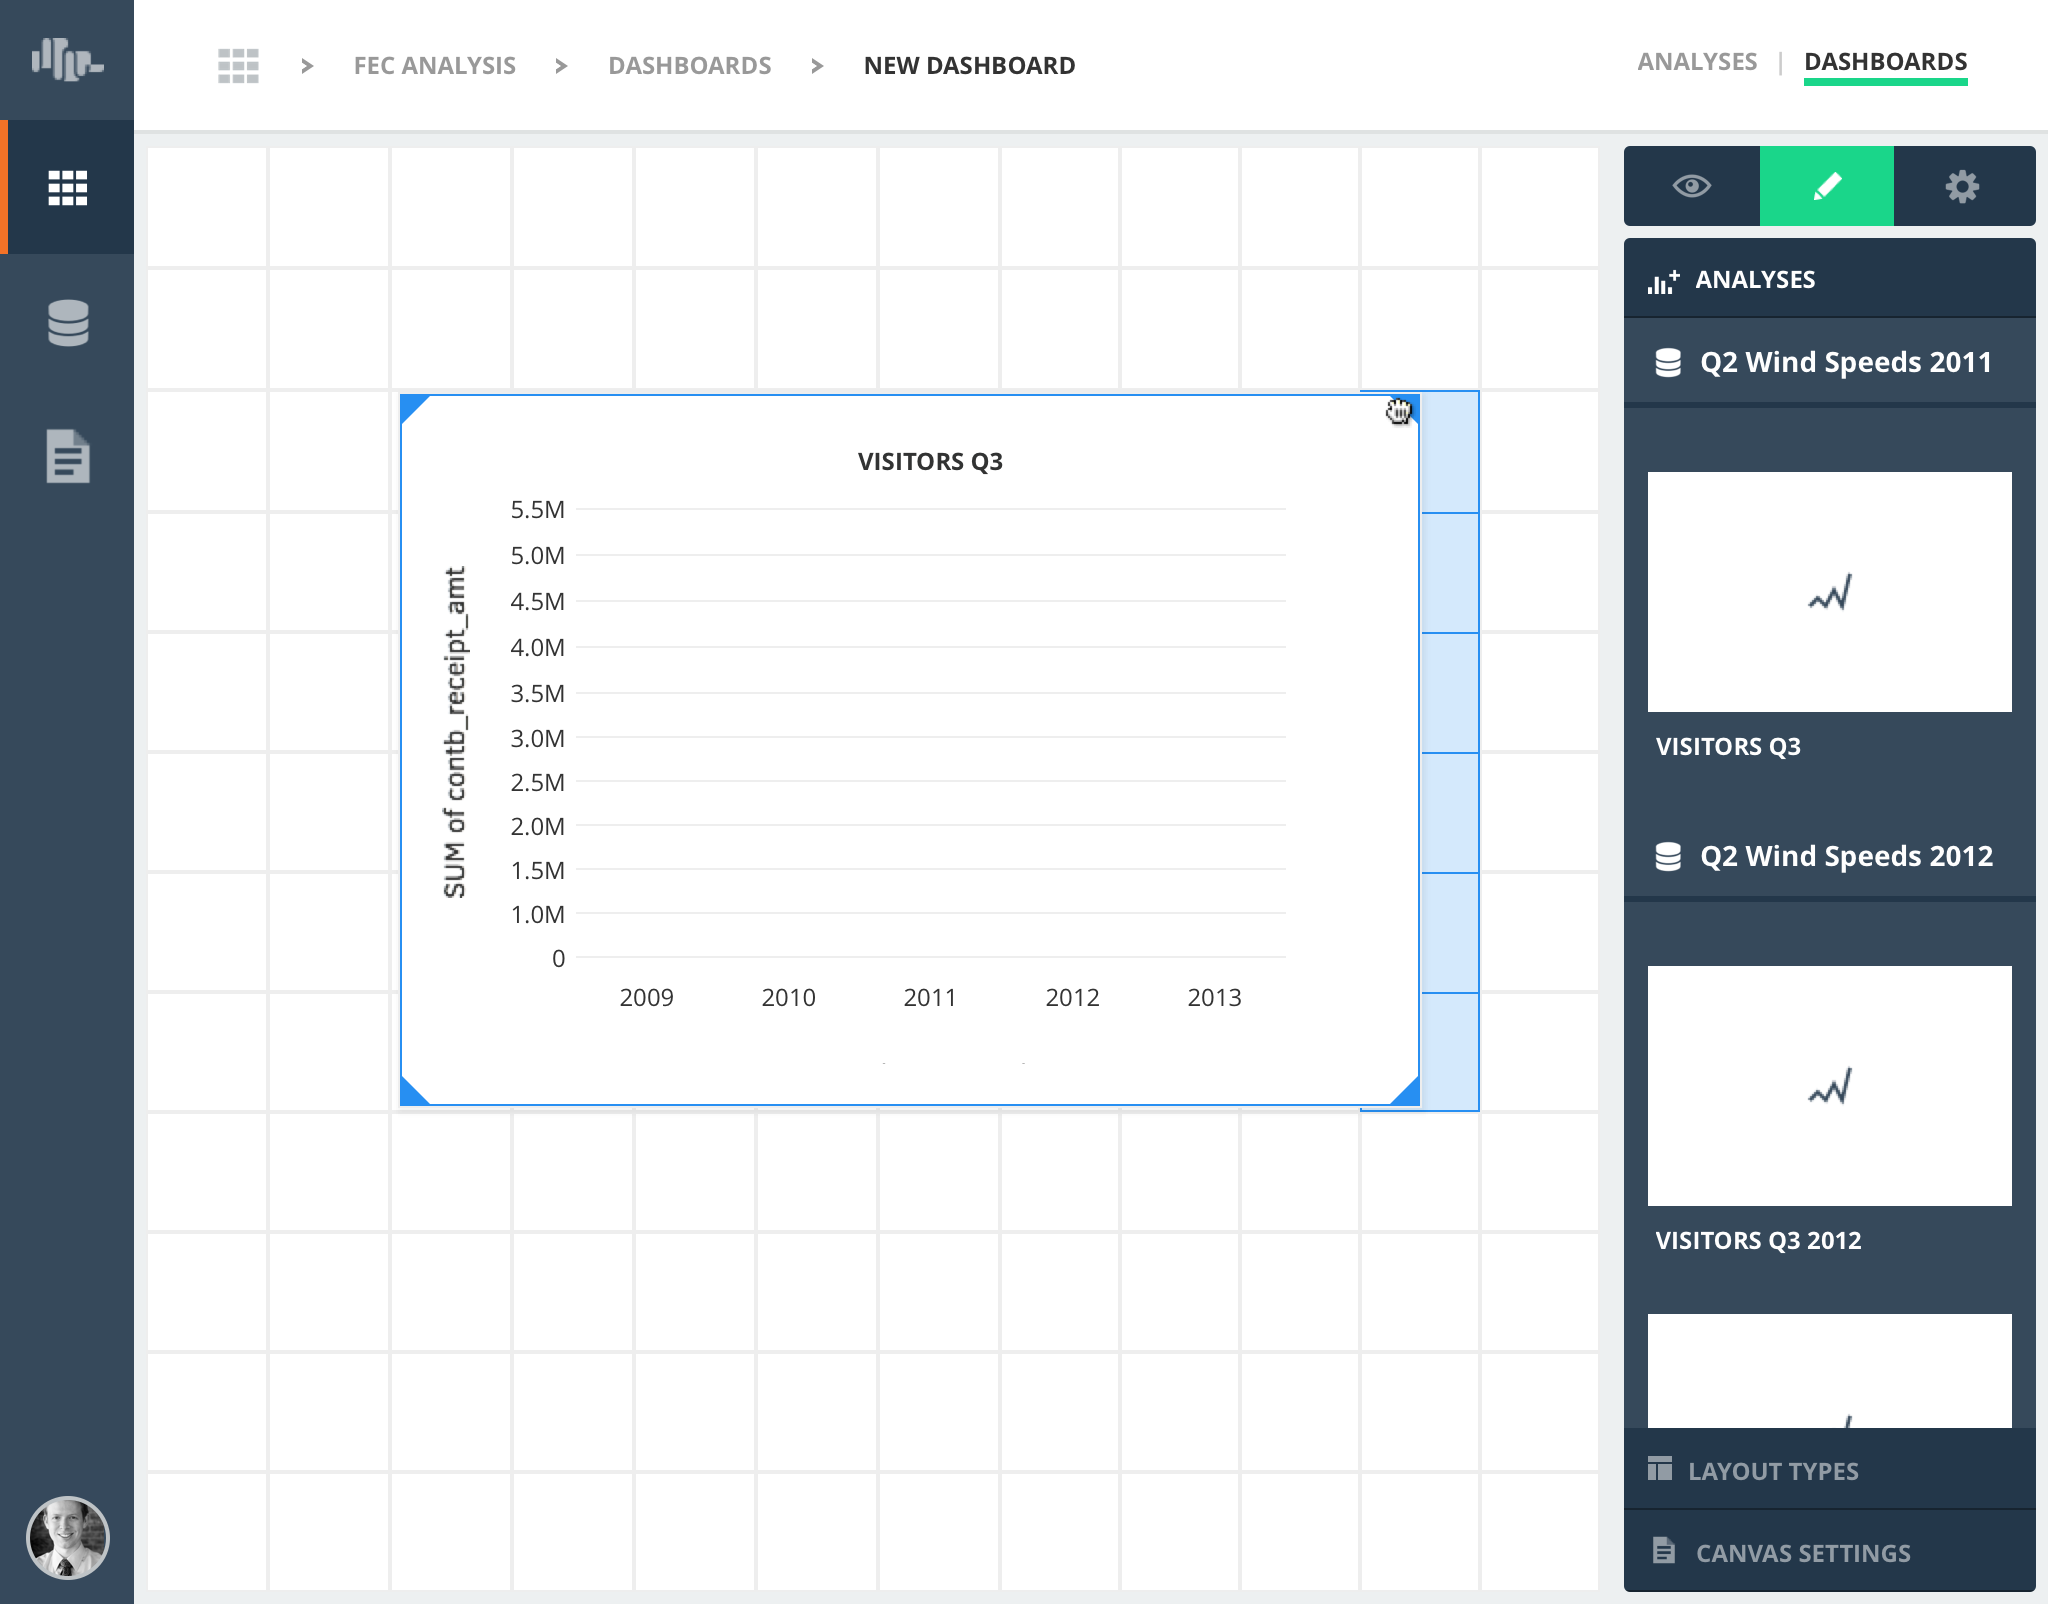 > FEC ANALYSIS > DASHBOARDS > NEW DASHBOARD
ANALYSES | DASHBOARDS
VISITORS Q3
SUM of contb_receipt_amt
5.5M
5.0M
4.5M
4.0M
3.5M
3.0M
2.5M
2.0M
1.5M
1.0M
0
2009 2010 2011 2012 2013
ANALYSES
Q2 Wind Speeds 2011
VISITORS Q3
Q2 Wind Speeds 2012
VISITORS Q3 2012
LAYOUT TYPES
CANVAS SETTINGS